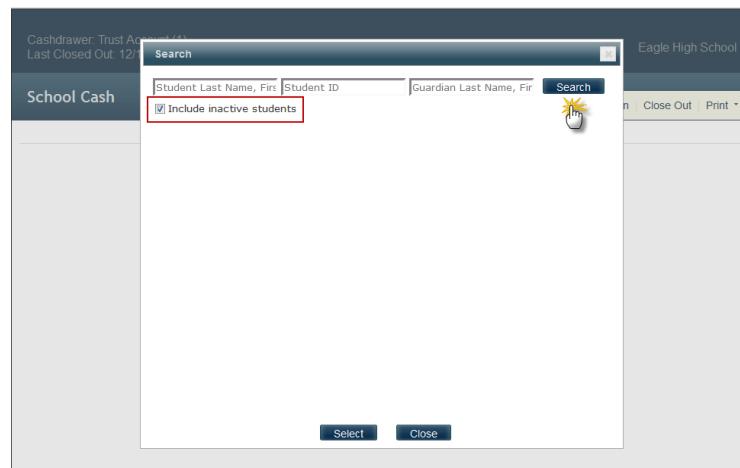 Cashdrawer: Trust Account (1)
Last Closed Out: 12/1
Eagle High School
School Cash
Search
Student Last Name, Firs
Student ID
Guardian Last Name, Fir
Search
Include inactive students
n
Close Out
Print
Select
Close